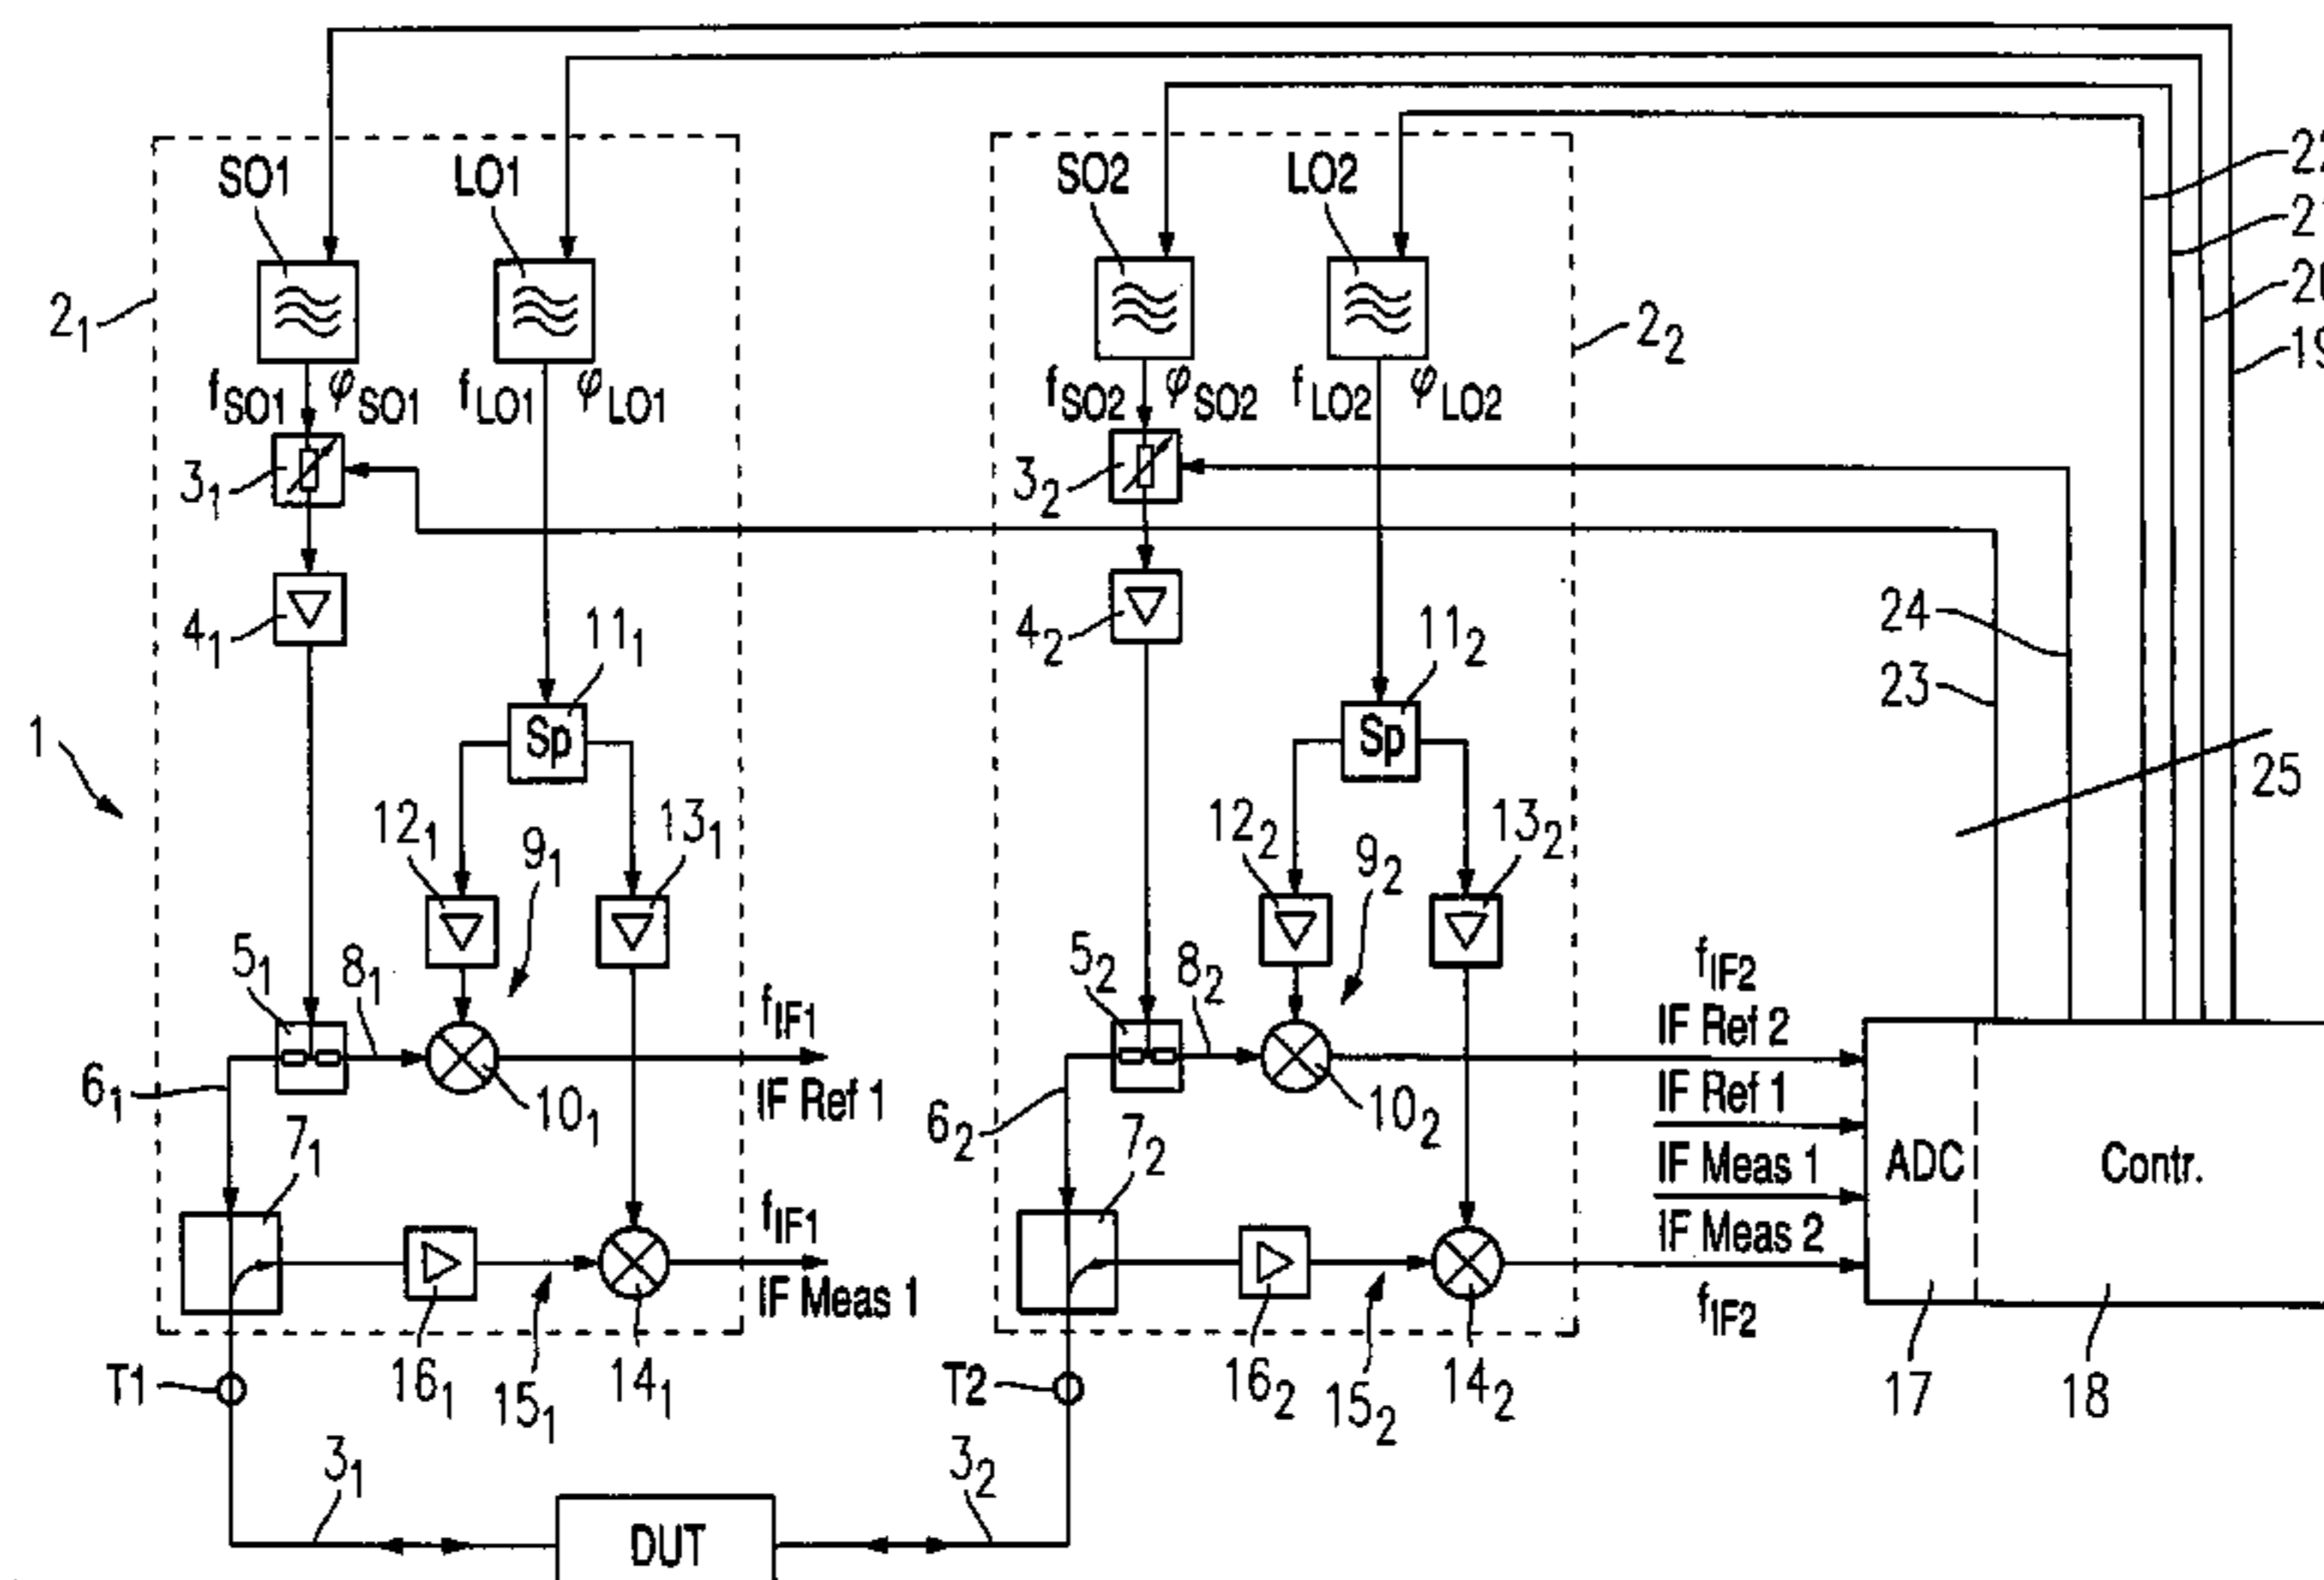 22
21
20
19
SO1
LO1
SO2
LO2
2₁
2₂
f_SO1 φ_SO1
f_LO1 φ_LO1
f_SO2 φ_SO2
f_LO2 φ_LO2
3₁
3₂
4₁
4₂
24
23
11₁
11₂
Sp
Sp
1
25
12₁
9₁
13₁
12₂
9₂
13₂
5₁
8₁
5₂
8₂
f_IF1
f_IF2
IF Ref 2
6₁
10₁
IF Ref 1
6₂
10₂
IF Ref 1
7₁
7₂
IF Meas 1
ADC
Contr.
f_IF1
IF Meas 2
IF Meas 1
f_IF2
T1
16₁
15₁
14₁
T2
16₂
15₂
14₂
17
18
3₁
3₂
DUT